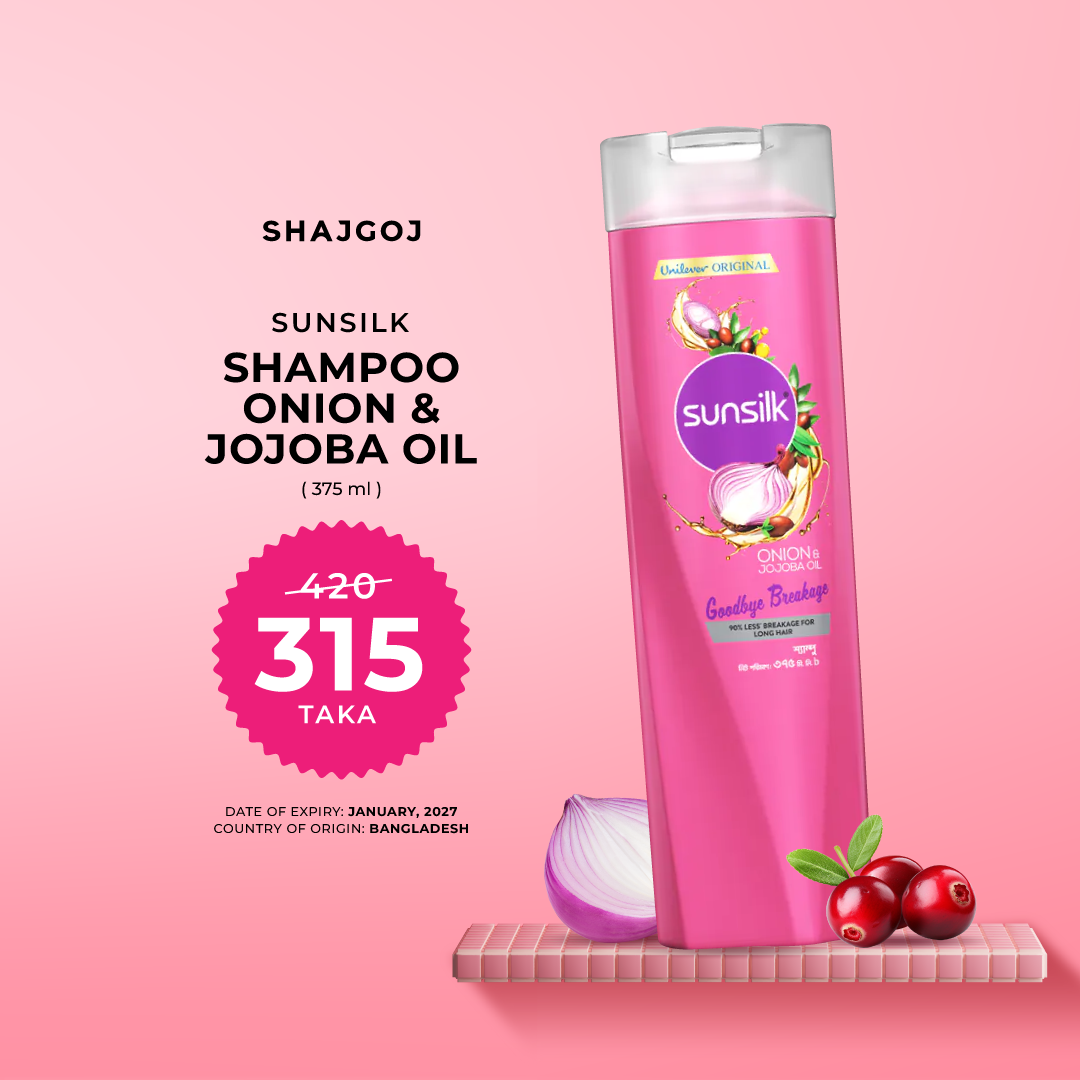 SHAJGOJ
SUNSILK
SHAMPOO
ONION &
JOJOBA OIL
( 375 ml )
420
315
TAKA
DATE OF EXPIRY: JANUARY, 2027
COUNTRY OF ORIGIN: BANGLADESH
Unilever ORIGINAL
sunsilk
ONION &
JOJOBA OIL
Goodbye Breakage
90% LESS* BREAKAGE FOR
LONG HAIR
শ্যাম্পু
৩৭৫